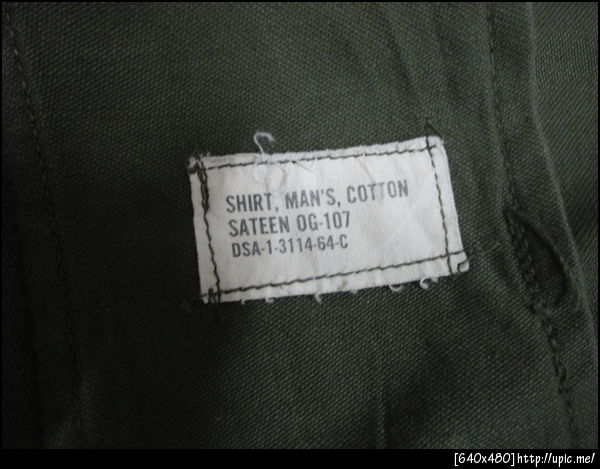 SHIRT, MAN'S, COTTON
SATEEN OG-107
DSA-1-3114-64-C
[640x480]http://upic.me/